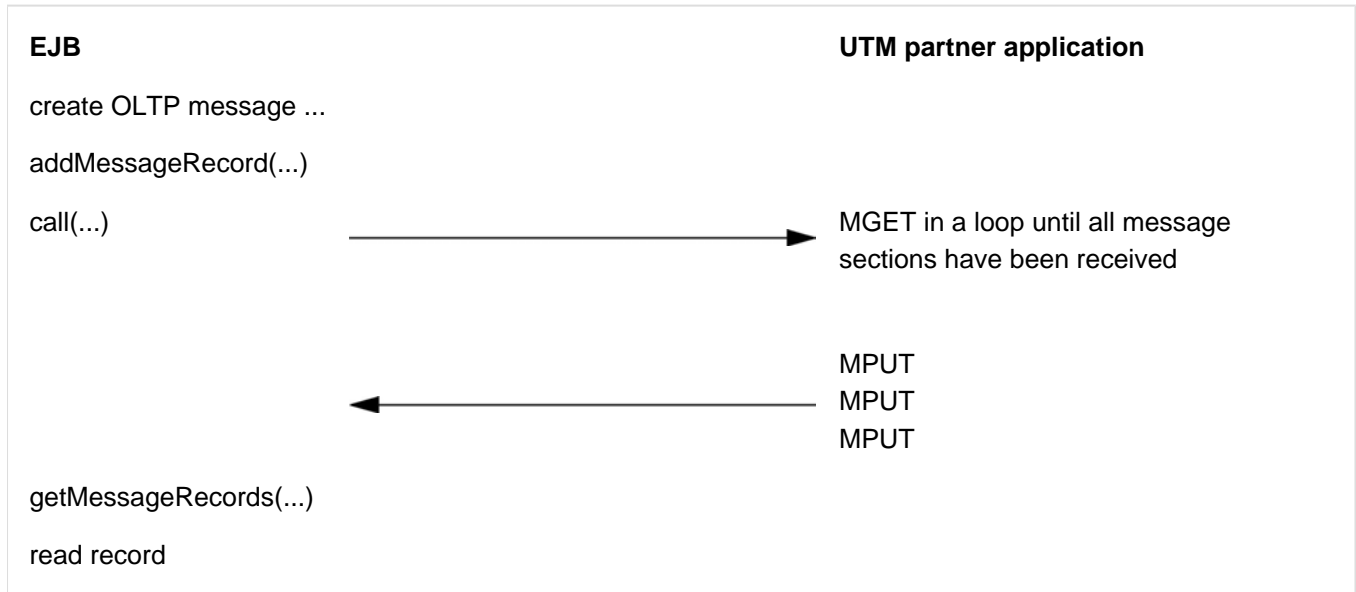 EJB UTM partner application
create OLTP message ...
addMessageRecord(...)
call(...) MGET in a loop until all message
sections have been received
MPUT
MPUT
MPUT
getMessageRecords(...)
read record